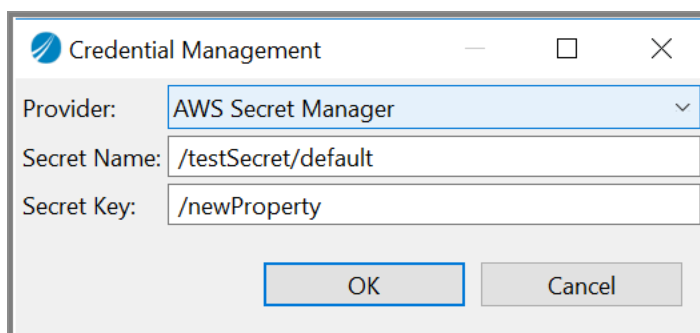 Credential Management
Provider: AWS Secret Manager
Secret Name: /testSecret/default
Secret Key: /newProperty
OK Cancel